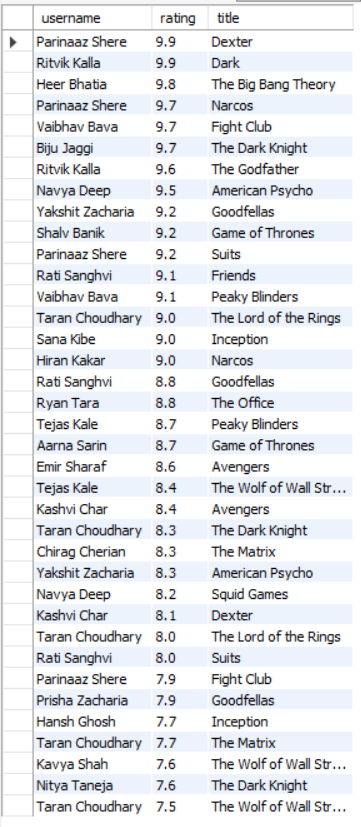 username rating title
Parinaaz Shere 9.9 Dexter
Ritvik Kalla 9.9 Dark
Heer Bhatia 9.8 The Big Bang Theory
Parinaaz Shere 9.7 Narcos
Vaibhav Bava 9.7 Fight Club
Biju Jaggi 9.7 The Dark Knight
Ritvik Kalla 9.6 The Godfather
Navya Deep 9.5 American Psycho
Yakshit Zacharia 9.2 Goodfellas
Shalv Banik 9.2 Game of Thrones
Parinaaz Shere 9.2 Suits
Rati Sanghvi 9.1 Friends
Vaibhav Bava 9.1 Peaky Blinders
Taran Choudhary 9.0 The Lord of the Rings
Sana Kibe 9.0 Inception
Hiran Kakar 9.0 Narcos
Rati Sanghvi 8.8 Goodfellas
Ryan Tara 8.8 The Office
Tejas Kale 8.7 Peaky Blinders
Aarna Sarin 8.7 Game of Thrones
Emir Sharaf 8.6 Avengers
Tejas Kale 8.4 The Wolf of Wall Str...
Kashvi Char 8.4 Avengers
Taran Choudhary 8.3 The Dark Knight
Chirag Cherian 8.3 The Matrix
Yakshit Zacharia 8.3 American Psycho
Navya Deep 8.2 Squid Games
Kashvi Char 8.1 Dexter
Taran Choudhary 8.0 The Lord of the Rings
Rati Sanghvi 8.0 Suits
Parinaaz Shere 7.9 Fight Club
Prisha Zacharia 7.9 Goodfellas
Hansh Ghosh 7.7 Inception
Taran Choudhary 7.7 The Matrix
Kavya Shah 7.6 The Wolf of Wall Str...
Nitya Taneja 7.6 The Dark Knight
Taran Choudhary 7.5 The Wolf of Wall Str...